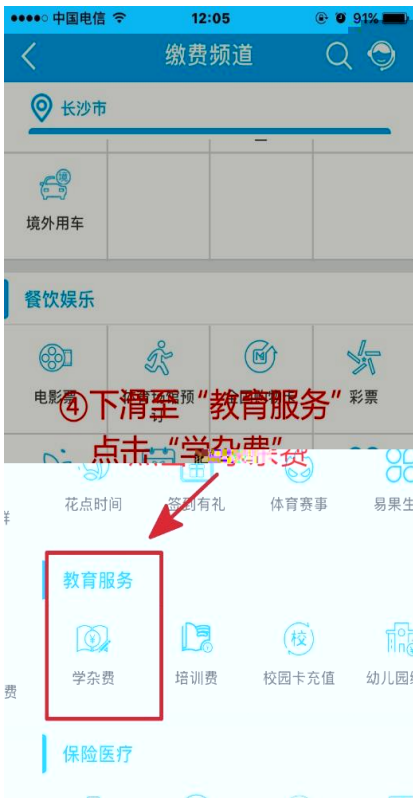 中国电信 12:05 91%
缴费频道
长沙市
境外用车
餐饮娱乐
电影票 彩票
④下滑至“教育服务”
点击“学杂费”
花点时间 签到有礼 体育赛事 易果生
教育服务
学杂费 培训费 校园卡充值 幼儿园
费
保险医疗